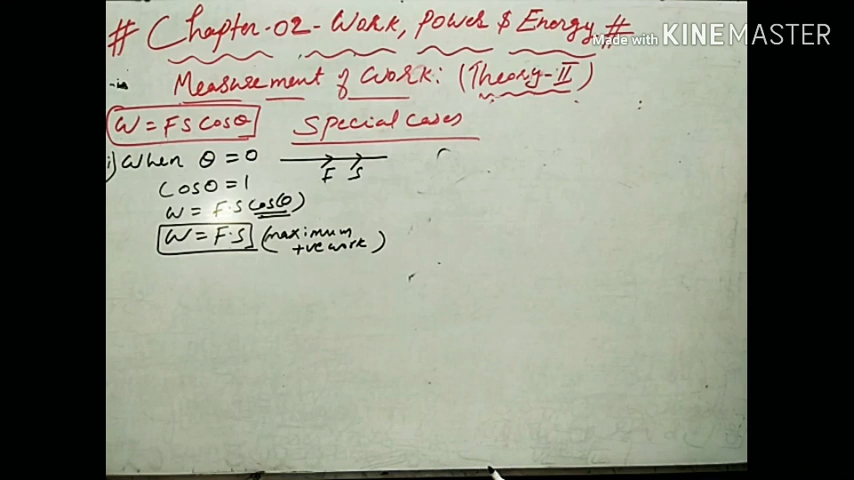 # Chapter-02-Work, Power $ Energy #
Made with KINEMASTER
Measurement of Work: (Theory-II)
W = FS cosθ
Special cases
i) When θ = 0
F S
Cosθ = 1
W = F.S cosθ)
W = F.S (maximum
+ve work)